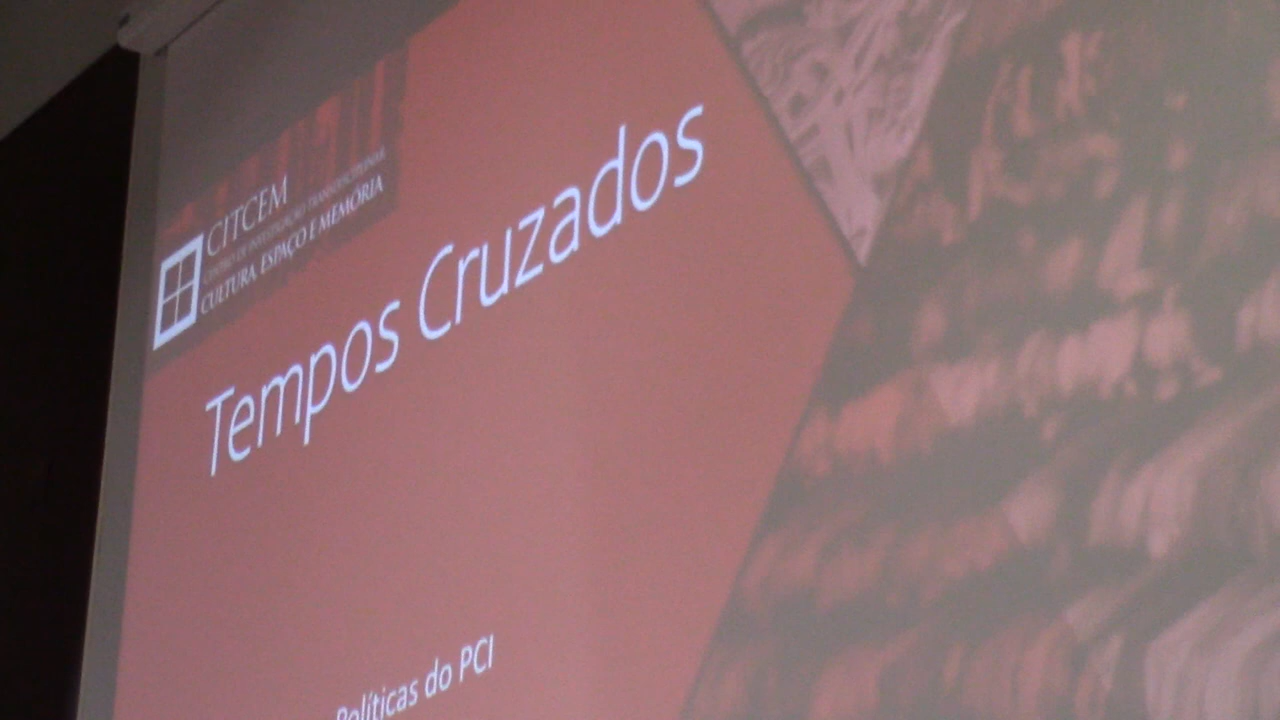 CITCEM
CENTRO DE INVESTIGAÇÃO TRANSDISCIPLINAR
CULTURA, ESPAÇO E MEMÓRIA
Tempos Cruzados
Políticas do PCI